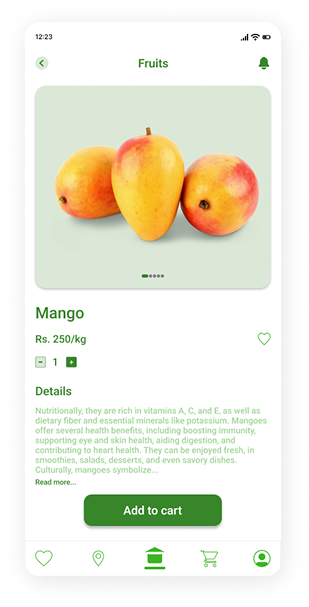 12:23
Fruits
Mango
Rs. 250/kg
- 1 +
Details
Nutritionally, they are rich in vitamins A, C, and E, as well as
dietary fiber and essential minerals like potassium. Mangoes
offer several health benefits, including boosting immunity,
supporting eye and skin health, aiding digestion, and
contributing to heart health. They can be enjoyed fresh, in
smoothies, salads, desserts, and even savory dishes.
Culturally, mangoes symbolize...
Read more...
Add to cart